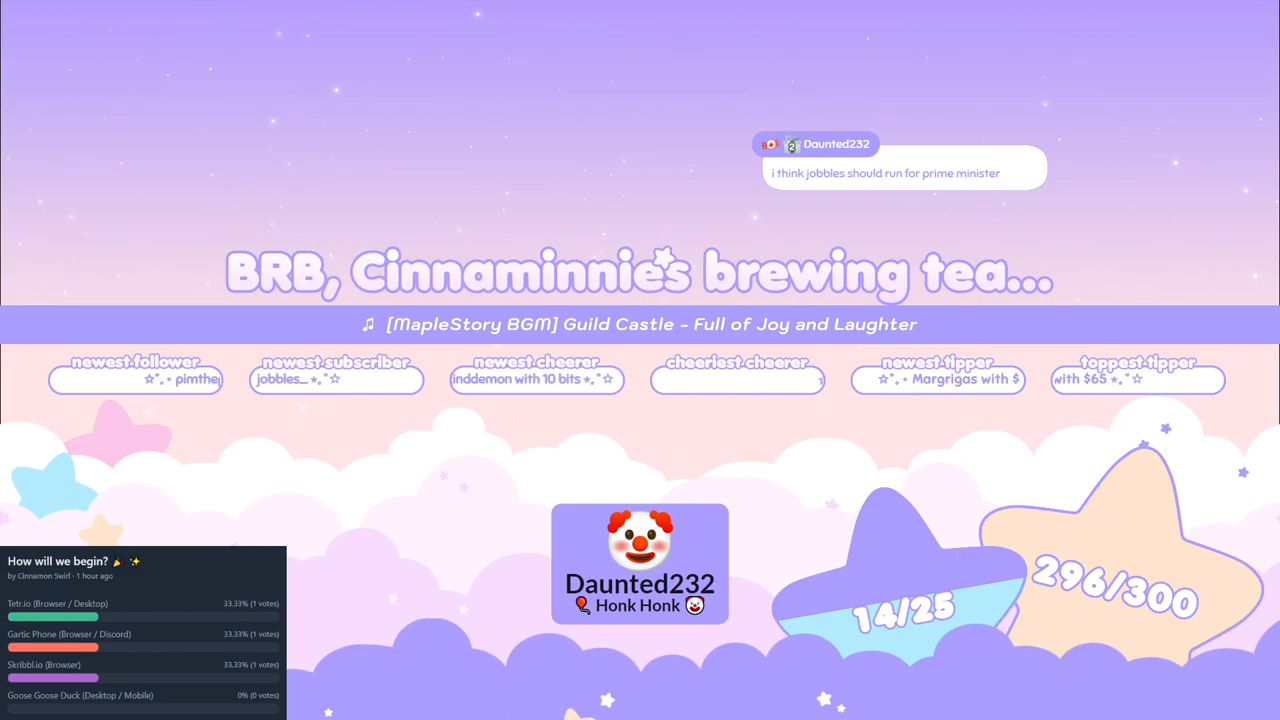 Daunted232
i think jobbles should run for prime minister
BRB, Cinnaminnie's brewing tea...
♫ [MapleStory BGM] Guild Castle - Full of Joy and Laughter
newest follower
☆*.⋆ pimthe
newest subscriber
jobbles_ ⋆.*☆
newest cheerer
inddemon with 10 bits ⋆.*☆
cheeriest cheerer
newest tipper
☆*.⋆ Margrigas with $
toppest tipper
with $65 ⋆.*☆
Daunted232
🎈 Honk Honk 🤡
14/25
296/300
How will we begin? 🎉 ✨
by Cinnamon Swirl · 1 hour ago
Tetr.io (Browser / Desktop) 33.33% (1 votes)
Gartic Phone (Browser / Discord) 33.33% (1 votes)
Skribbl.io (Browser) 33.33% (1 votes)
Goose Goose Duck (Desktop / Mobile) 0% (0 votes)